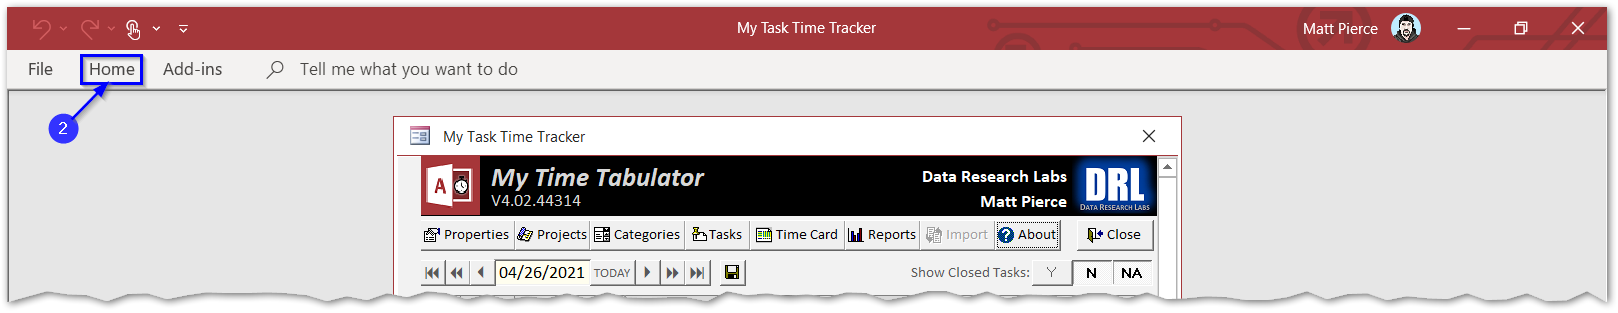 My Task Time Tracker
Matt Pierce
File Home Add-ins Tell me what you want to do
2
My Task Time Tracker
A
My Time Tabulator
V4.02.44314
Data Research Labs
Matt Pierce
DRL
DATA RESEARCH LABS
Properties Projects Categories Tasks Time Card Reports Import ? About Close
04/26/2021 TODAY Show Closed Tasks: Y N NA